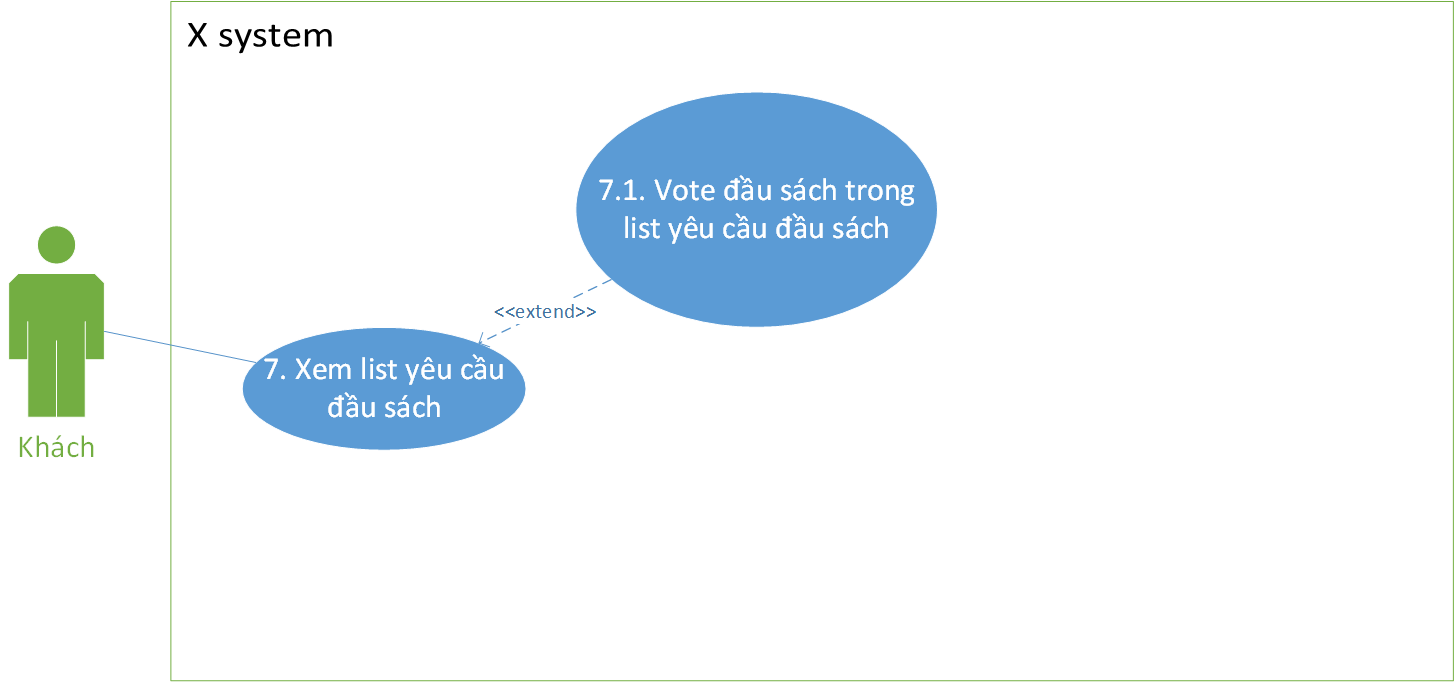 X system
7.1. Vote đầu sách trong
list yêu cầu đầu sách
<<extend>>
7. Xem list yêu cầu
đầu sách
Khách